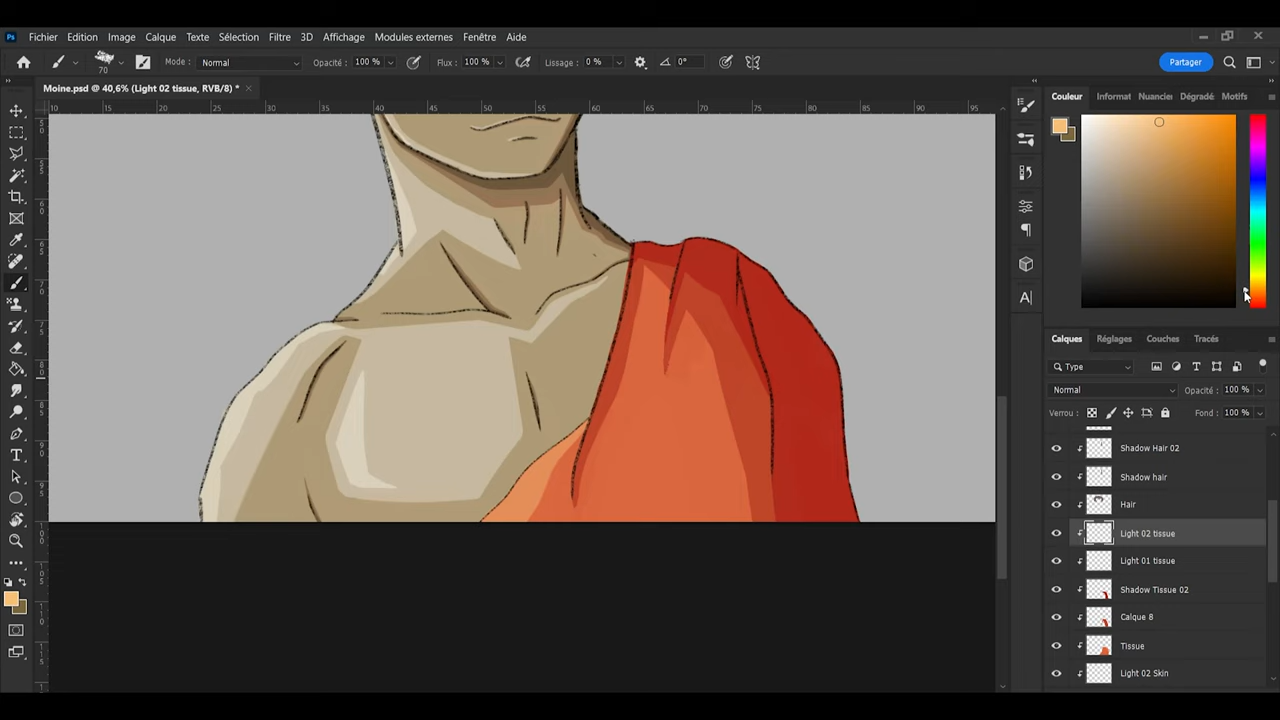 Ps Fichier Edition Image Calque Texte Sélection Filtre 3D Affichage Modules externes Fenêtre Aide
70 Mode : Normal Opacité : 100 % Flux : 100 % Lissage : 0 % 0° Partager
Moine.psd @ 40,6% (Light 02 tissue, RVB/8) * ×
Couleur Informat Nuancier Dégradé Motifs
10 30 35 40 45 50 55 60 65 70 75 80 85 90 95
Calques Réglages Couches Tracés
Type
Normal Opacité : 100 %
Verrou : Fond : 100 %
Shadow Hair 02
Shadow hair
Hair
Light 02 tissue
Light 01 tissue
Shadow Tissue 02
Calque 8
Tissue
Light 02 Skin